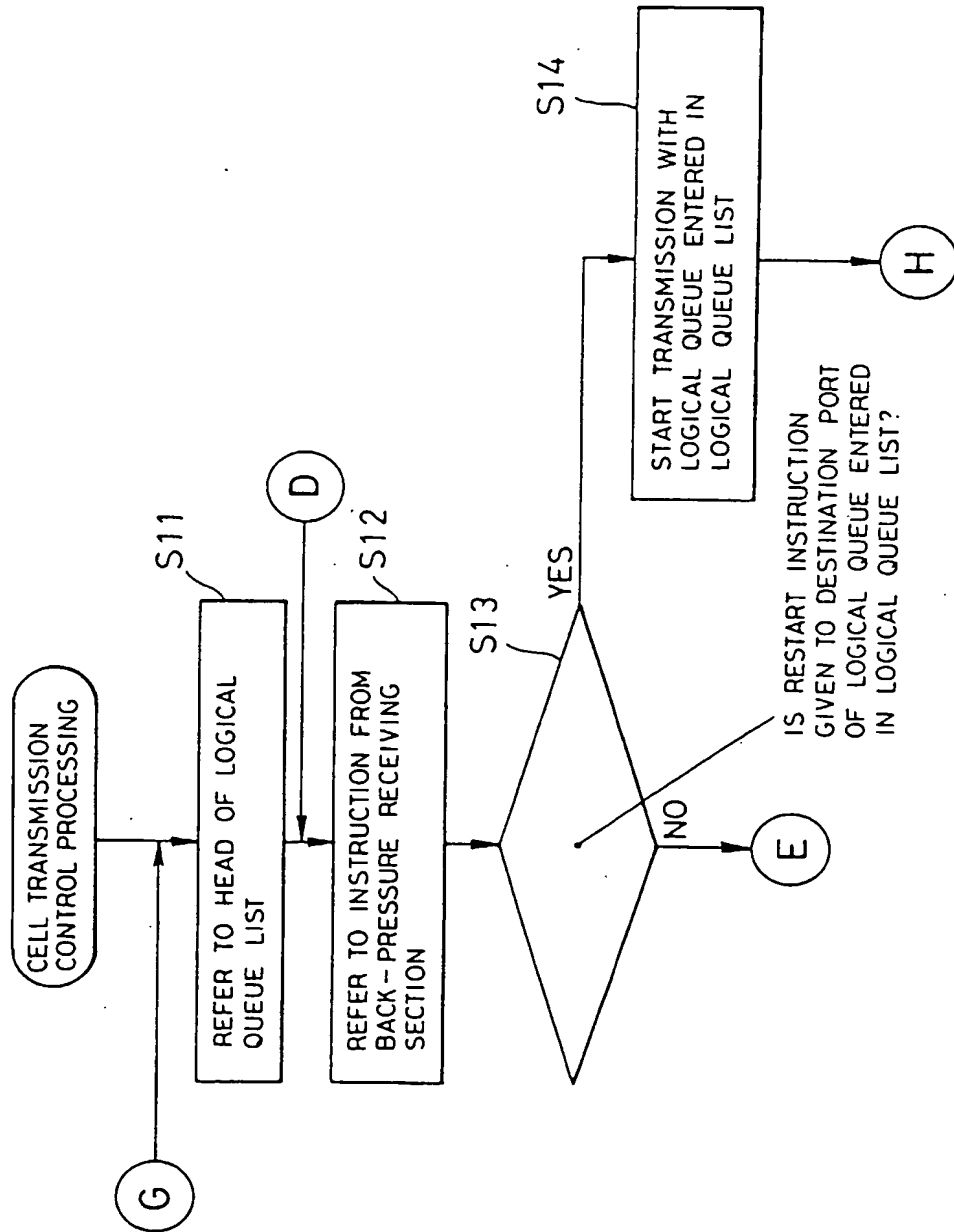 CELL TRANSMISSION
CONTROL PROCESSING
G
S11
REFER TO HEAD OF LOGICAL
QUEUE LIST
D
S12
REFER TO INSTRUCTION FROM
BACK-PRESSURE RECEIVING
SECTION
S13
YES
NO
E
IS RESTART INSTRUCTION
GIVEN TO DESTINATION PORT
OF LOGICAL QUEUE ENTERED
IN LOGICAL QUEUE LIST?
S14
START TRANSMISSION WITH
LOGICAL QUEUE ENTERED IN
LOGICAL QUEUE LIST
H